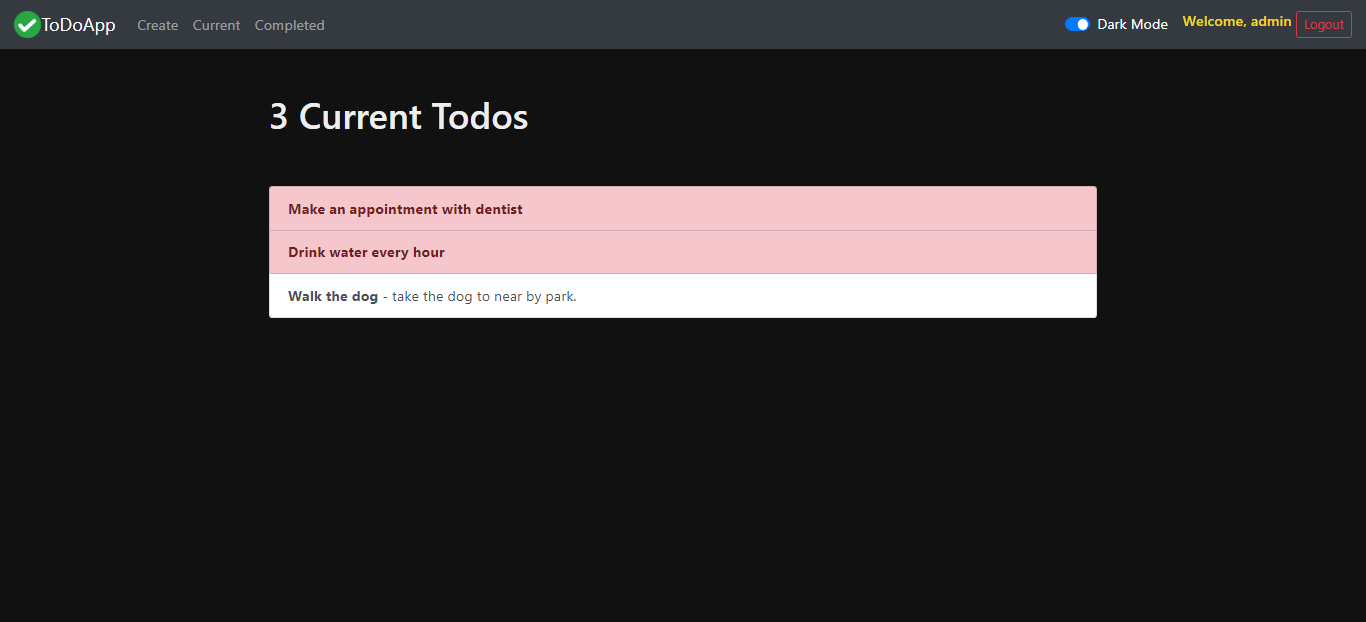 ToDoApp Create Current Completed Dark Mode Welcome, admin Logout
3 Current Todos
Make an appointment with dentist
Drink water every hour
Walk the dog - take the dog to near by park.